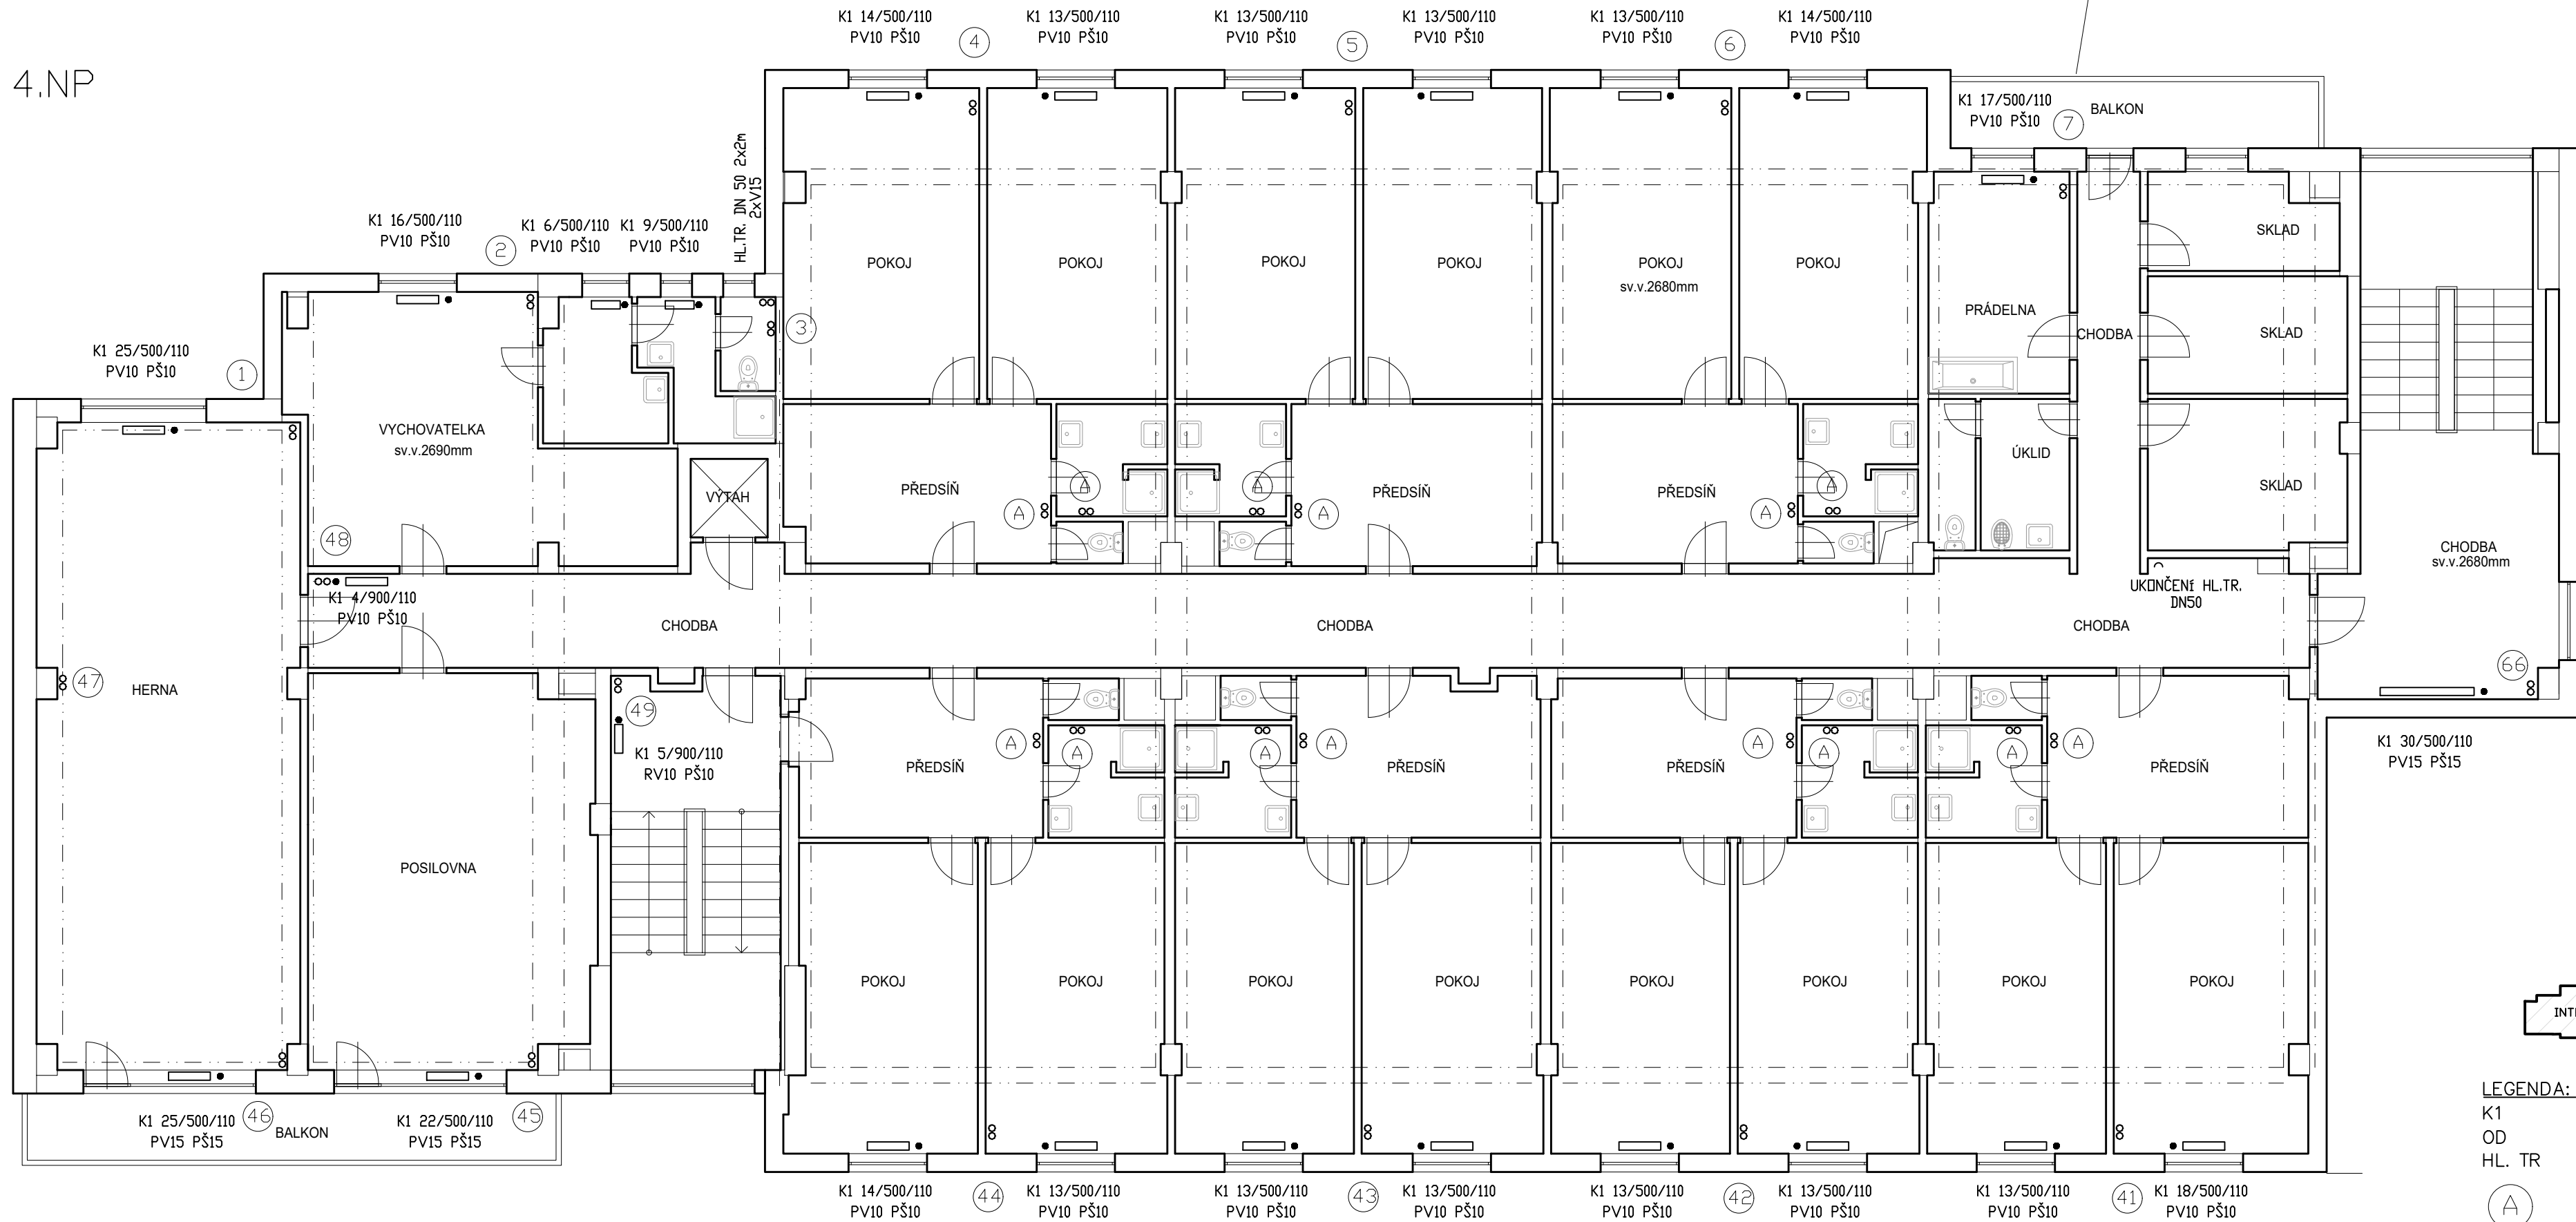 4.NP
K1 14/500/110
PV10 PŠ10
4
K1 13/500/110
PV10 PŠ10
K1 13/500/110
PV10 PŠ10
5
K1 13/500/110
PV10 PŠ10
K1 13/500/110
PV10 PŠ10
6
K1 14/500/110
PV10 PŠ10
K1 17/500/110
PV10 PŠ10
7
BALKON
HL.TR. DN 50 2x2m
2xV15
K1 16/500/110
PV10 PŠ10
2
K1 6/500/110
PV10 PŠ10
K1 9/500/110
PV10 PŠ10
K1 25/500/110
PV10 PŠ10
1
3
POKOJ
POKOJ
POKOJ
POKOJ
POKOJ
sv.v.2680mm
POKOJ
PRÁDELNA
CHODBA
SKLAD
SKLAD
SKLAD
VYCHOVATELKA
sv.v.2690mm
VÝTAH
PŘEDSÍŇ
A
A
A
A
PŘEDSÍŇ
PŘEDSÍŇ
A
A
ÚKLID
CHODBA
sv.v.2680mm
48
K1 4/900/110
PV10 PŠ10
UKONČENÍ HL.TR.
DN50
CHODBA
CHODBA
CHODBA
47
HERNA
66
49
K1 5/900/110
RV10 PŠ10
PŘEDSÍŇ
A
A
A
A
PŘEDSÍŇ
PŘEDSÍŇ
A
A
A
A
PŘEDSÍŇ
K1 30/500/110
PV15 PŠ15
POSILOVNA
POKOJ
POKOJ
POKOJ
POKOJ
POKOJ
POKOJ
POKOJ
POKOJ
K1 25/500/110
PV15 PŠ15
46
BALKON
K1 22/500/110
PV15 PŠ15
45
K1 14/500/110
PV10 PŠ10
44
K1 13/500/110
PV10 PŠ10
K1 13/500/110
PV10 PŠ10
43
K1 13/500/110
PV10 PŠ10
K1 13/500/110
PV10 PŠ10
42
K1 13/500/110
PV10 PŠ10
K1 13/500/110
PV10 PŠ10
41
K1 18/500/110
PV10 PŠ10
LEGENDA:
K1
OD
HL. TR
A